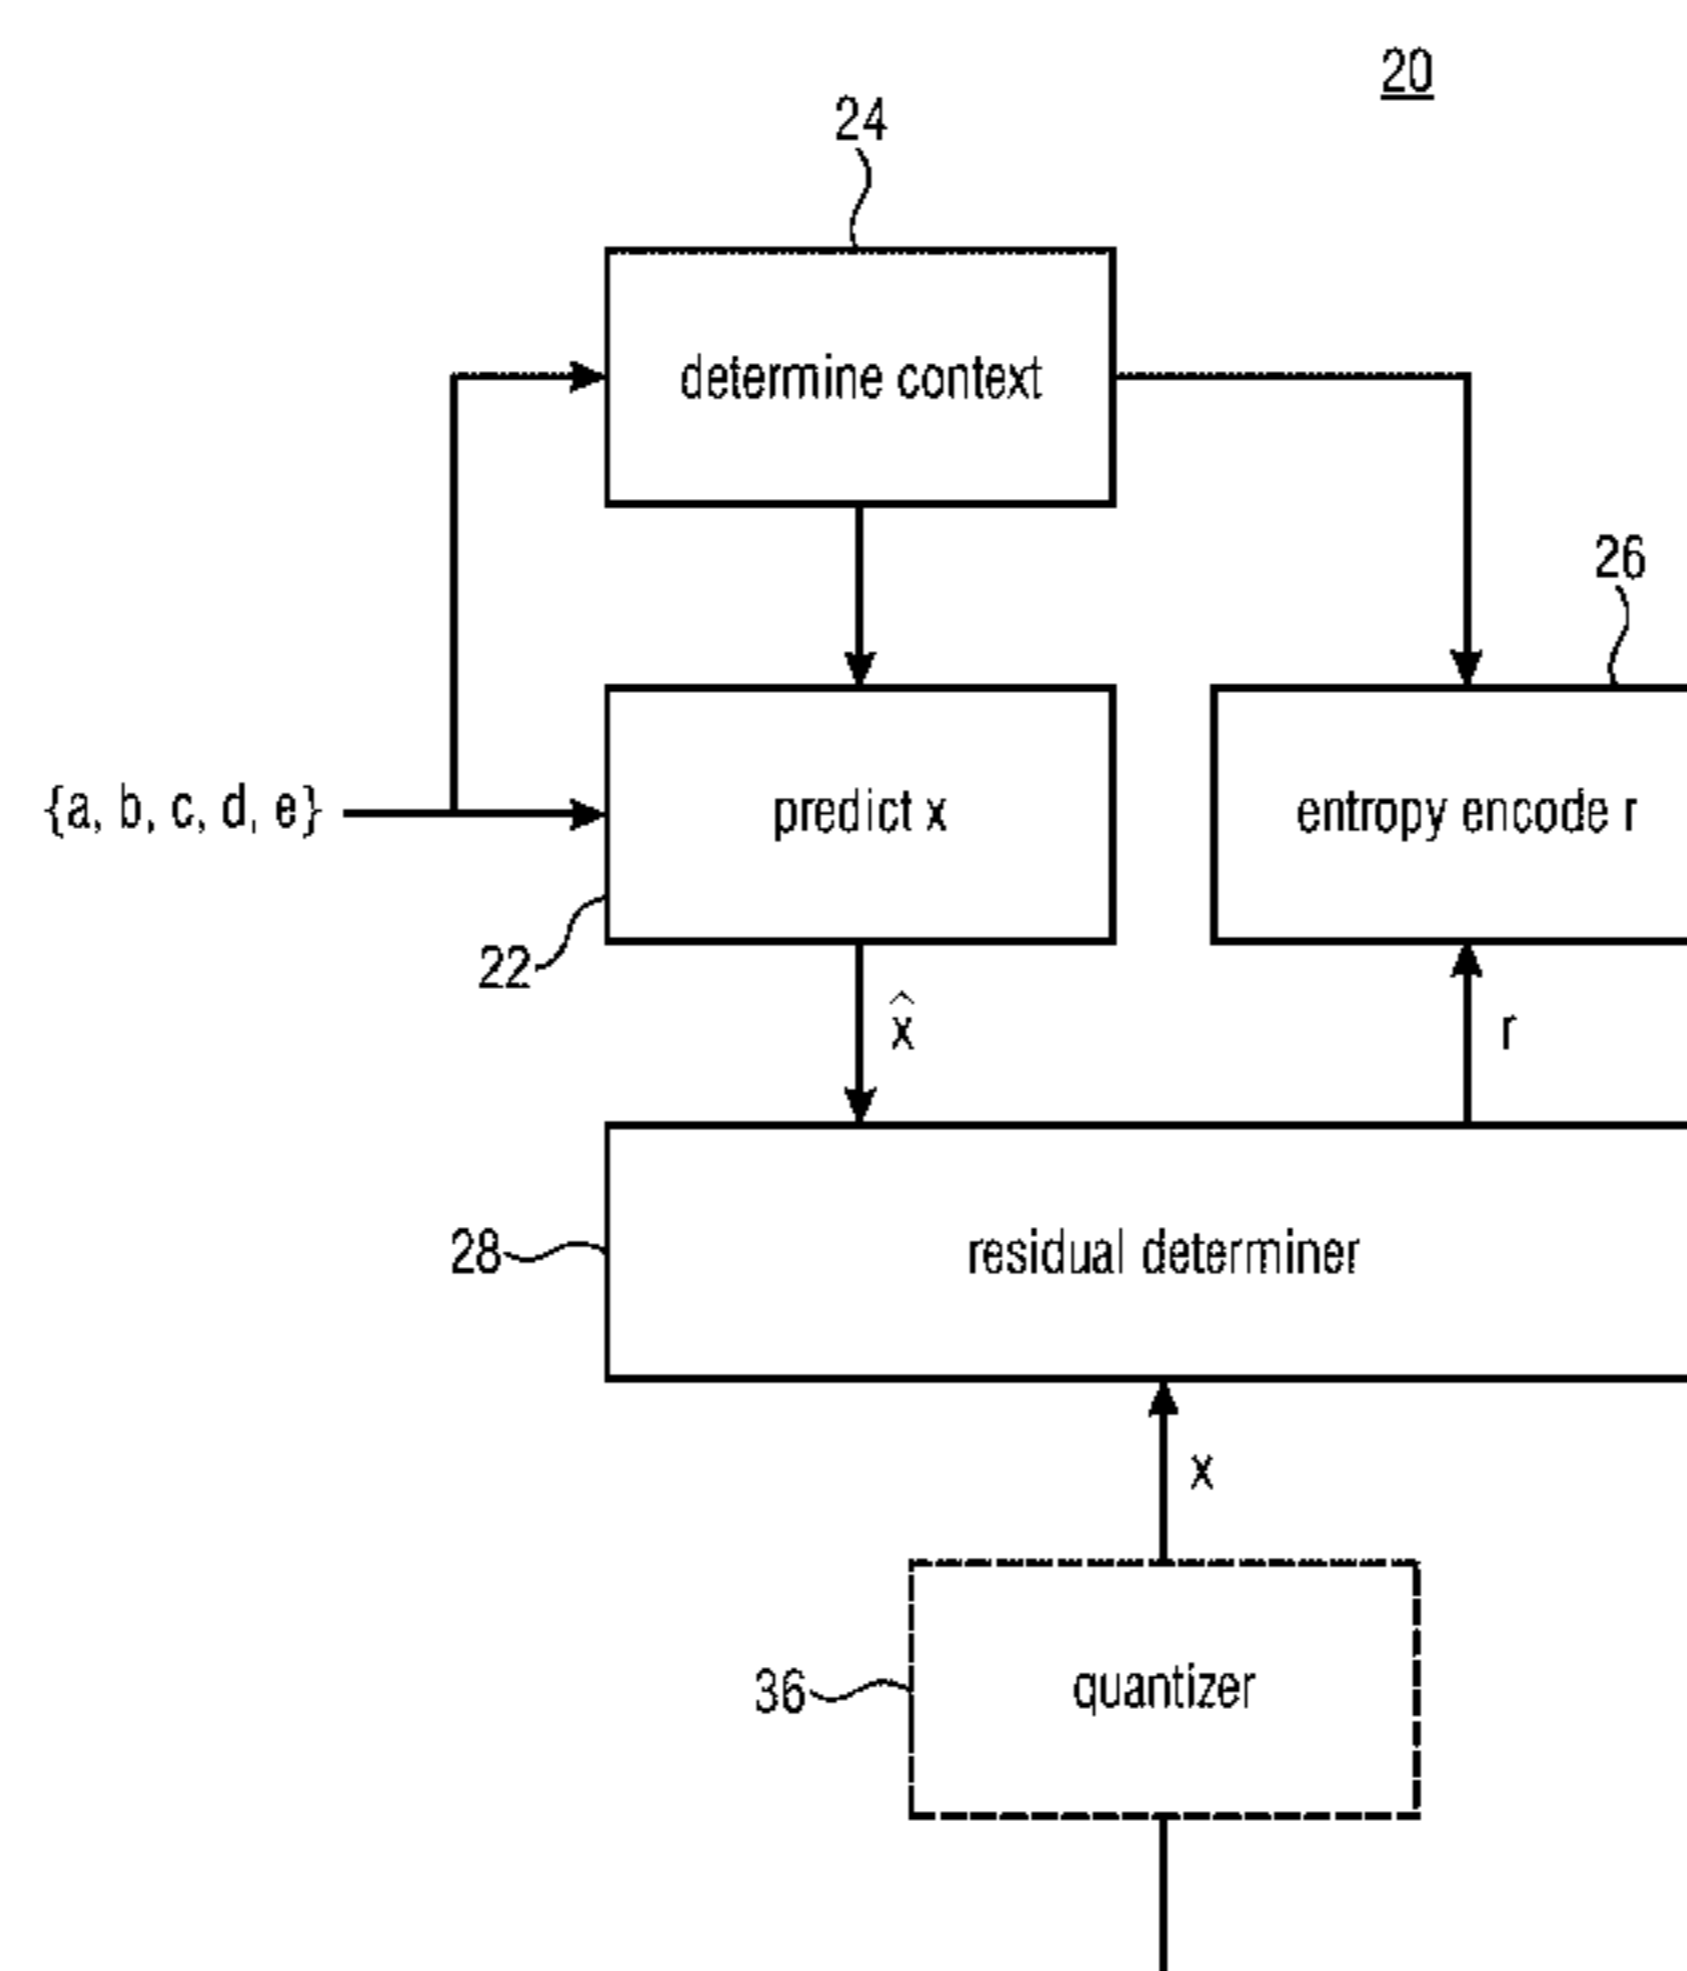 20
24
determine context
26
{a, b, c, d, e}
predict x
entropy encode r
22
x̂
r
28
residual determiner
x
36
quantizer